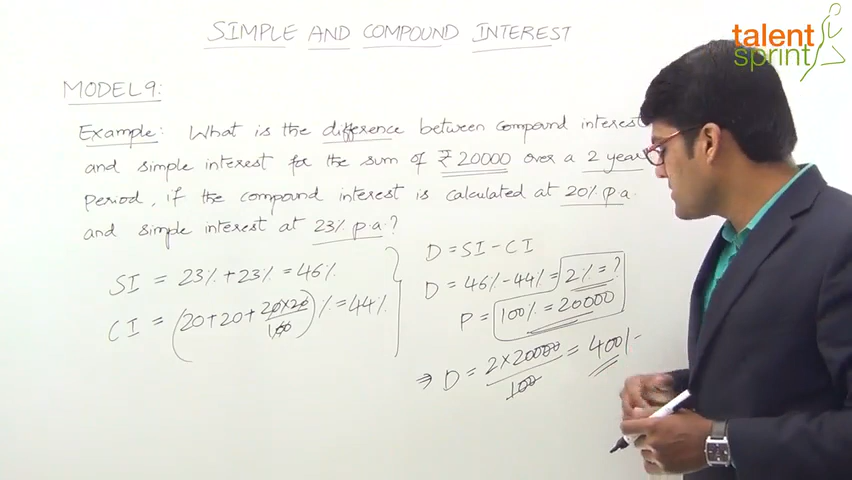 SIMPLE AND COMPOUND INTEREST
talent
sprint
MODEL 9:
Example: What is the difference between compound interest
and simple interest for the sum of ₹ 20000 over a 2 year
period, if the compound interest is calculated at 20% p.a.
and simple interest at 23% p.a.?
SI = 23% + 23% = 46%
CI = (20 + 20 + 20×20/100)% = 44%
D = SI - CI
D = 46% - 44% = 2% = ?
P = 100% = 20000
⇒ D = 2 × 20000/100 = 400/-